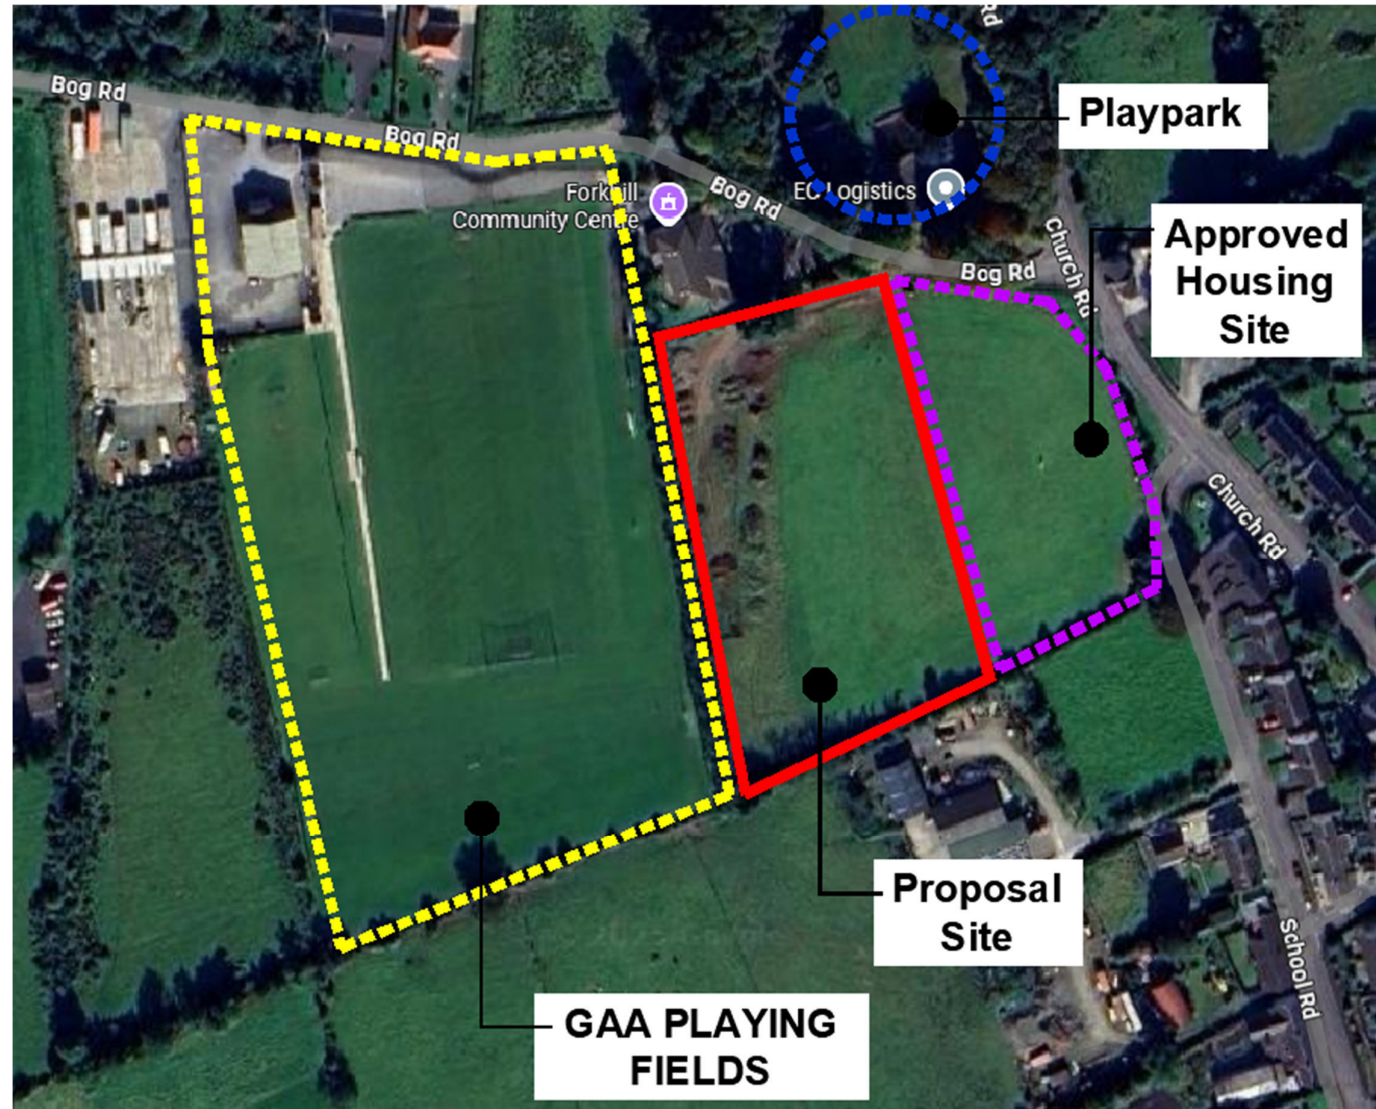 Rd
Bog Rd
Playpark
Bog Rd
Forkhill
Community Centre
Bog Rd
EC Logistics
Church Rd
Approved
Housing
Site
Bog Rd
Church Rd
Proposal
Site
School Rd
GAA PLAYING
FIELDS